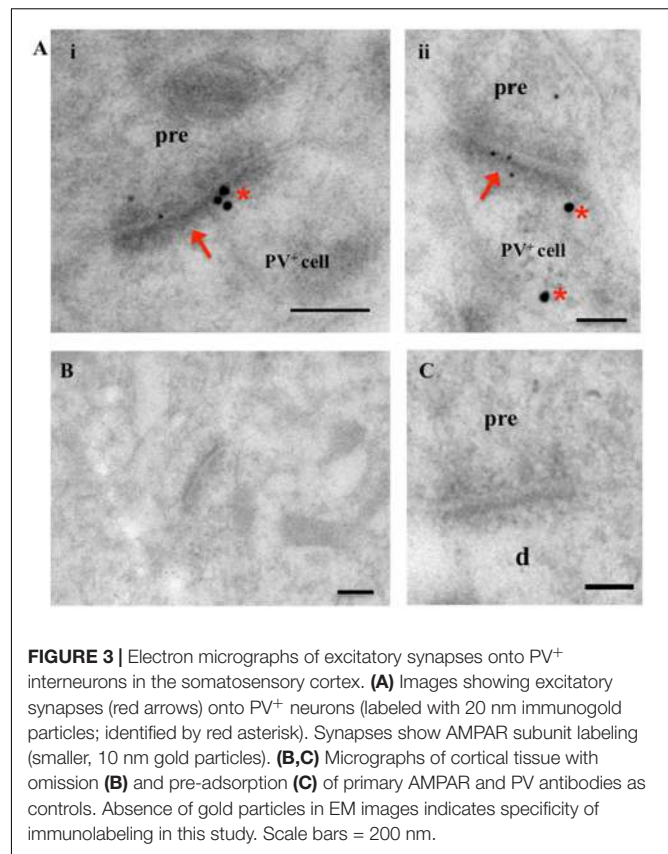 A
i
ii
pre
pre
*
PV+ cell
*
PV+ cell
*
B
C
pre
d
FIGURE 3 | Electron micrographs of excitatory synapses onto PV+
interneurons in the somatosensory cortex. (A) Images showing excitatory
synapses (red arrows) onto PV+ neurons (labeled with 20 nm immunogold
particles; identified by red asterisk). Synapses show AMPAR subunit labeling
(smaller, 10 nm gold particles). (B,C) Micrographs of cortical tissue with
omission (B) and pre-adsorption (C) of primary AMPAR and PV antibodies as
controls. Absence of gold particles in EM images indicates specificity of
immunolabeling in this study. Scale bars = 200 nm.